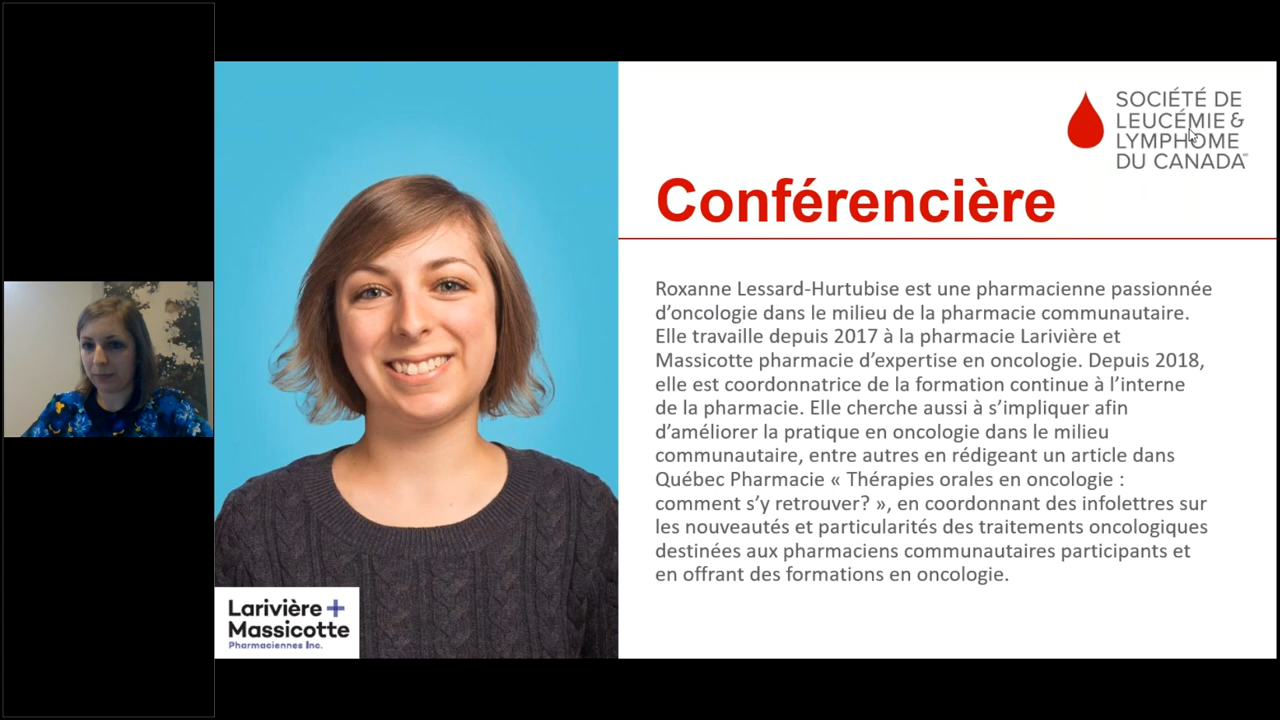 SOCIÉTÉ DE
LEUCÉMIE &
LYMPHOME
DU CANADA
Conférencière
Roxanne Lessard-Hurtubise est une pharmacienne passionnée
d’oncologie dans le milieu de la pharmacie communautaire.
Elle travaille depuis 2017 à la pharmacie Larivière et
Massicotte pharmacie d’expertise en oncologie. Depuis 2018,
elle est coordonnatrice de la formation continue à l’interne
de la pharmacie. Elle cherche aussi à s’impliquer afin
d’améliorer la pratique en oncologie dans le milieu
communautaire, entre autres en rédigeant un article dans
Québec Pharmacie « Thérapies orales en oncologie :
comment s’y retrouver? », en coordonnant des infolettres sur
les nouveautés et particularités des traitements oncologiques
destinées aux pharmaciens communautaires participants et
en offrant des formations en oncologie.
Larivière +
Massicotte
Pharmaciennes Inc.